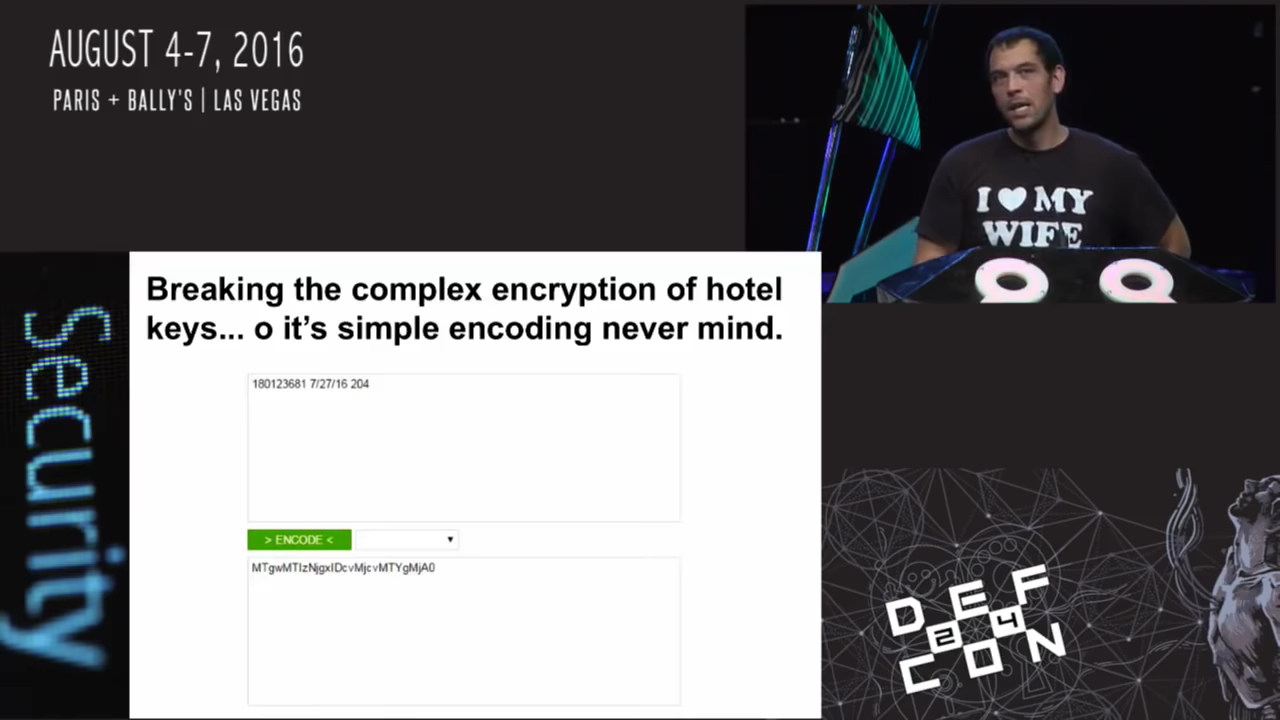 AUGUST 4-7, 2016
PARIS + BALLY'S | LAS VEGAS
I ♥ MY
WIFE
Breaking the complex encryption of hotel
keys... o it's simple encoding never mind.
180123681 7/27/16 204
> ENCODE <
MTgwMTIzNjgxIDcvMjcvMTYgMjA0
Security
DEF
24
CON